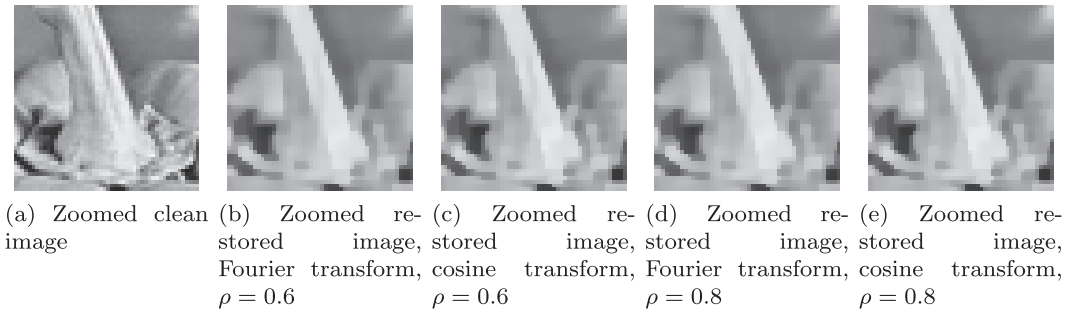 (a) Zoomed clean
image
(b) Zoomed re-
stored image,
Fourier transform,
ρ = 0.6
(c) Zoomed re-
stored image,
cosine transform,
ρ = 0.6
(d) Zoomed re-
stored image,
Fourier transform,
ρ = 0.8
(e) Zoomed re-
stored image,
cosine transform,
ρ = 0.8